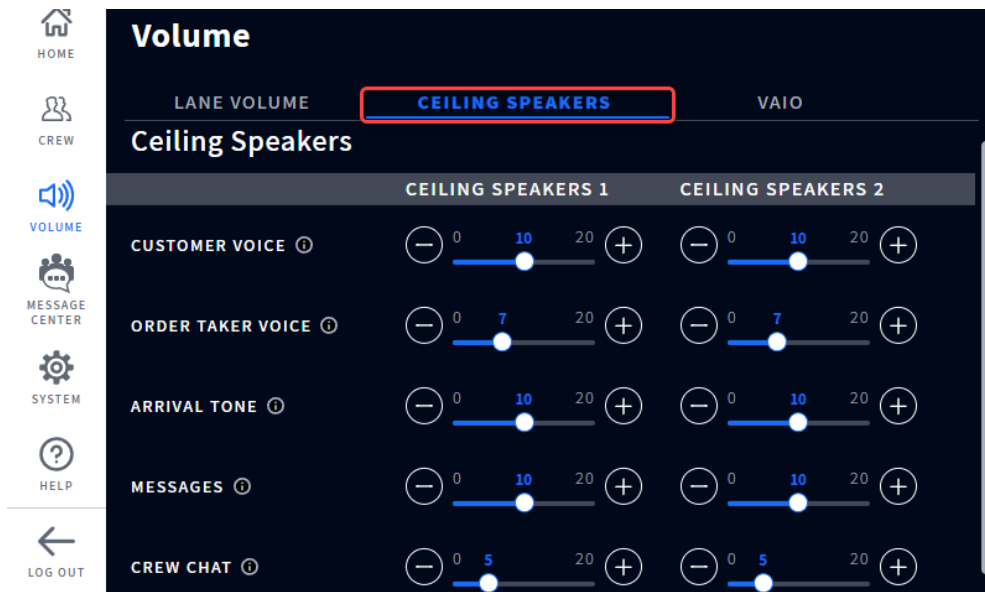 HOME
CREW
VOLUME
MESSAGE
CENTER
SYSTEM
HELP
LOG OUT
Volume
LANE VOLUME CEILING SPEAKERS VAIO
Ceiling Speakers
CEILING SPEAKERS 1 CEILING SPEAKERS 2
CUSTOMER VOICE 0 10 20 0 10 20
ORDER TAKER VOICE 0 7 20 0 7 20
ARRIVAL TONE 0 10 20 0 10 20
MESSAGES 0 10 20 0 10 20
CREW CHAT 0 5 20 0 5 20